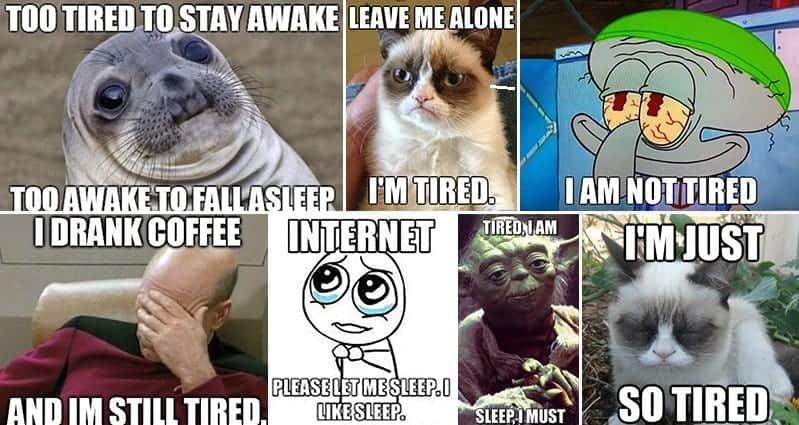 TOO TIRED TO STAY AWAKE
TOO AWAKE TO FALL ASLEEP
LEAVE ME ALONE
I'M TIRED.
I AM NOT TIRED
I DRANK COFFEE
AND IM STILL TIRED.
INTERNET
PLEASE LET ME SLEEP. I
LIKE SLEEP.
TIRED, I AM
SLEEP, I MUST
I'M JUST
SO TIRED